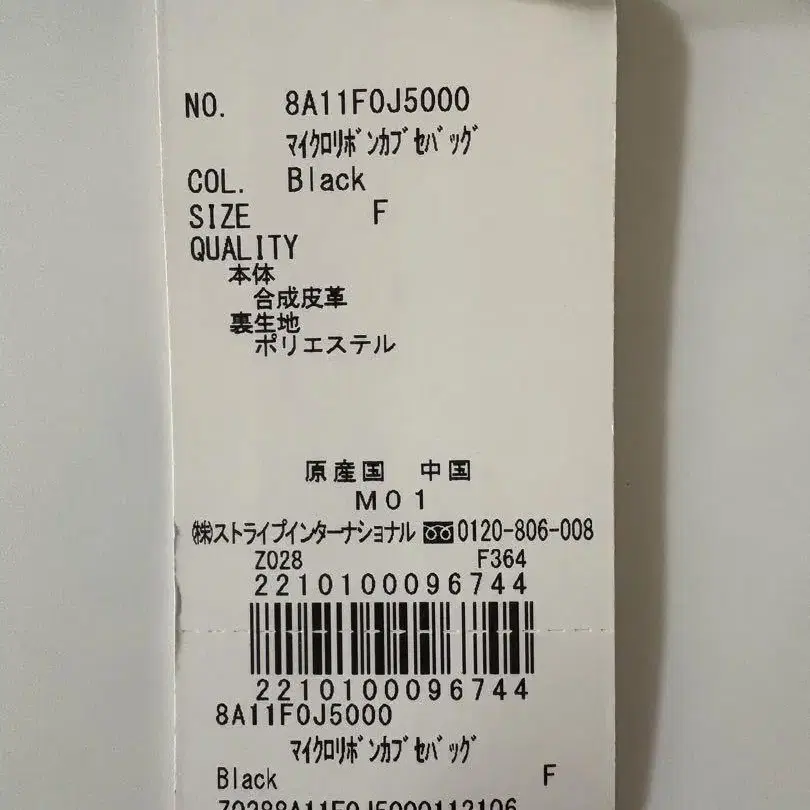 NO. 8A11F0J5000
ﾏｲｸﾛﾘﾎﾞﾝｶﾌﾞｾﾊﾞｯｸﾞ
COL. Black
SIZE F
QUALITY
本体
合成皮革
裏生地
ポリエステル
原産国 中国
M01
㈱ストライプインターナショナル 0120-806-008
Z028 F364
2210100096744
2210100096744
8A11F0J5000
ﾏｲｸﾛﾘﾎﾞﾝｶﾌﾞｾﾊﾞｯｸﾞ
Black F